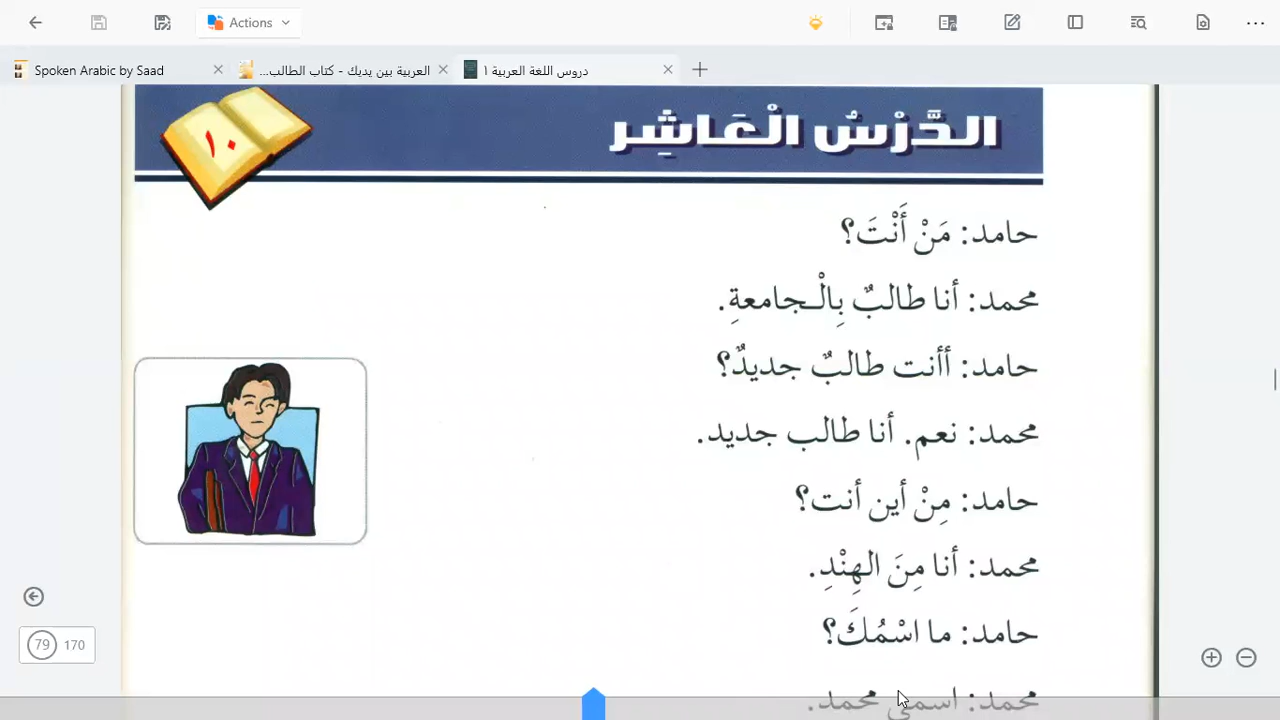 Actions
Spoken Arabic by Saad
العربية بين يديك - كتاب الطالب...
دروس اللغة العربية ١
١٠
الدَّرْسُ الْعَاشِر
حامد: مَنْ أَنْتَ؟
محمد: أنا طالبٌ بِالْـجامعةِ.
حامد: أأنت طالبٌ جديدٌ؟
محمد: نعم. أنا طالب جديد.
حامد: مِنْ أين أنت؟
محمد: أنا مِنَ الهِنْدِ.
حامد: ما اسْمُكَ؟
محمد: اسمي محمد.
79 170